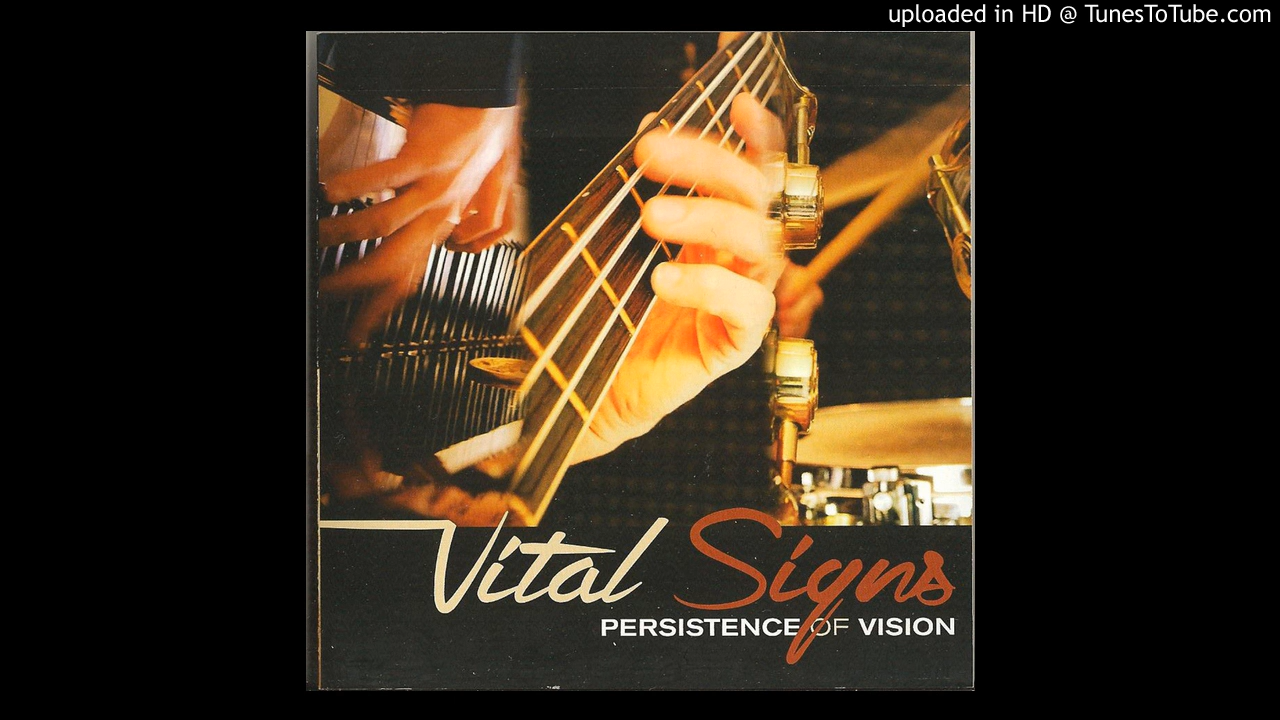 uploaded in HD @ TunesToTube.com
Vital Signs
PERSISTENCE OF VISION